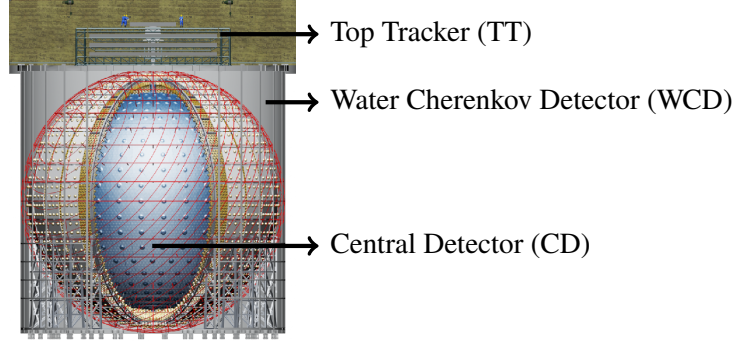 Top Tracker (TT)
Water Cherenkov Detector (WCD)
Central Detector (CD)